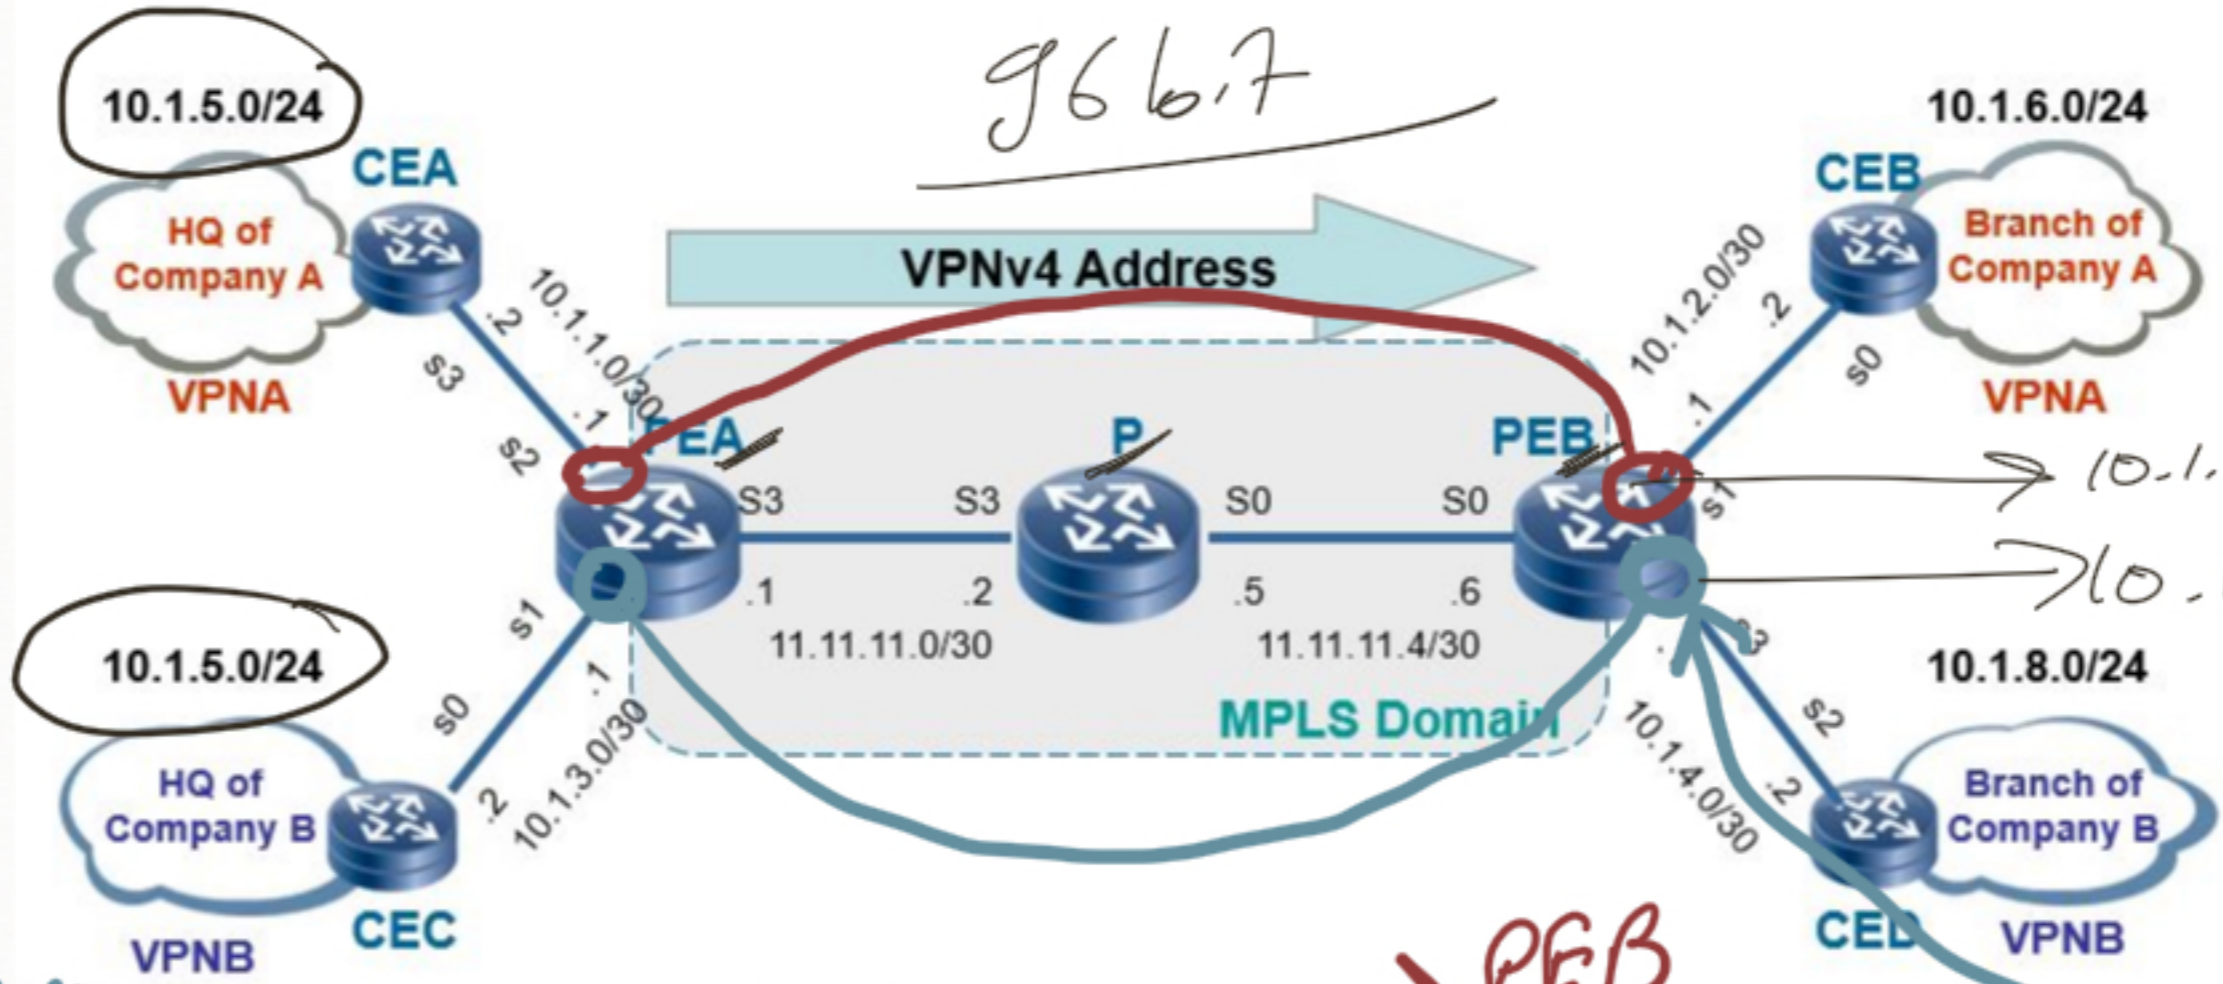 96 bit
10.1.5.0/24
CEA
HQ of
Company A
VPNA
s3
.2
10.1.1.0/30
.1
s2
VPNv4 Address
10.1.6.0/24
CEB
Branch of
Company A
VPNA
10.1.2.0/30
.2
s0
.1
s1
10.1.
10.
PEA
P
PEB
S3
S3
S0
S0
.1
.2
.5
.6
11.11.11.0/30
11.11.11.4/30
MPLS Domain
10.1.5.0/24
s1
.1
s0
.2
10.1.3.0/30
HQ of
Company B
CEC
VPNB
10.1.8.0/24
s2
.2
10.1.4.0/30
Branch of
Company B
CED
VPNB
PEB